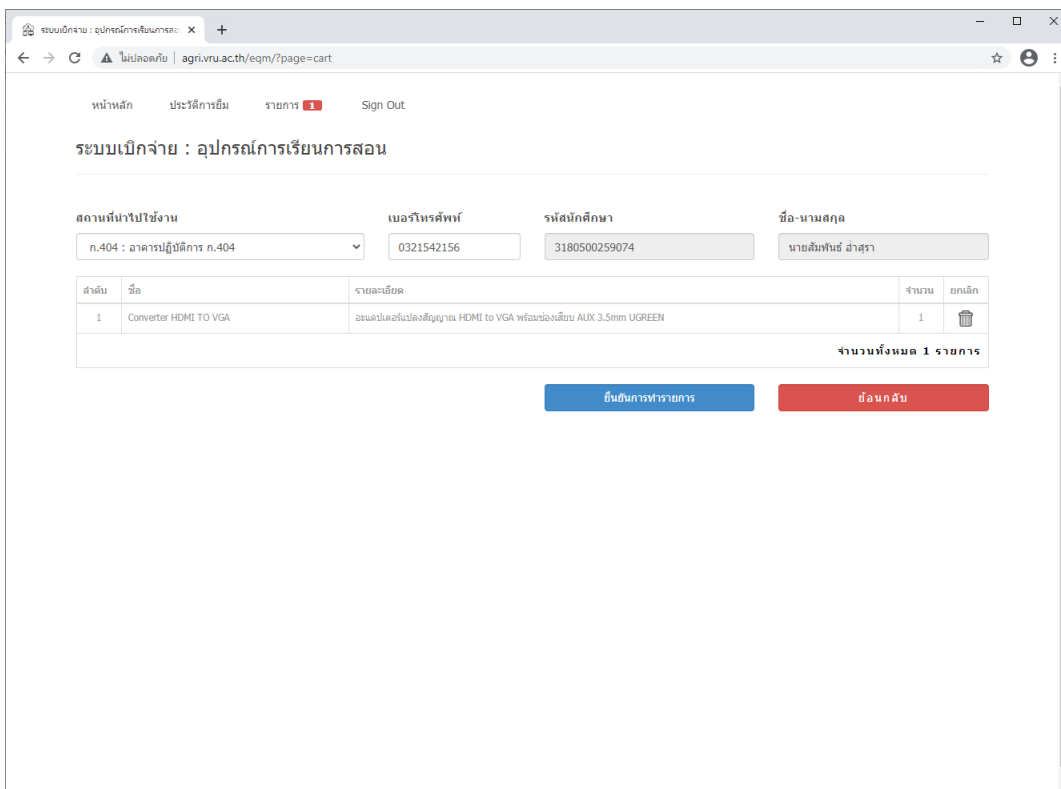 ระบบเบิกจ่าย : อุปกรณ์การเรียนการสอ
ไม่ปลอดภัย | agri.vru.ac.th/eqm/?page=cart
หน้าหลัก ประวัติการยืม รายการ 1 Sign Out
ระบบเบิกจ่าย : อุปกรณ์การเรียนการสอน
สถานที่นำไปใช้งาน เบอร์โทรศัพท์ รหัสนักศึกษา ชื่อ-นามสกุล
ก.404 : อาคารปฏิบัติการ ก.404 0321542156 3180500259074 นายสัมพันธ์ อ่ำสุรา
ลำดับ ชื่อ รายละเอียด จำนวน ยกเลิก
1 Converter HDMI TO VGA อะแดปเตอร์แปลงสัญญาณ HDMI to VGA พร้อมช่องเสียบ AUX 3.5mm UGREEN 1
จำนวนทั้งหมด 1 รายการ
ยืนยันการทำรายการ ย้อนกลับ